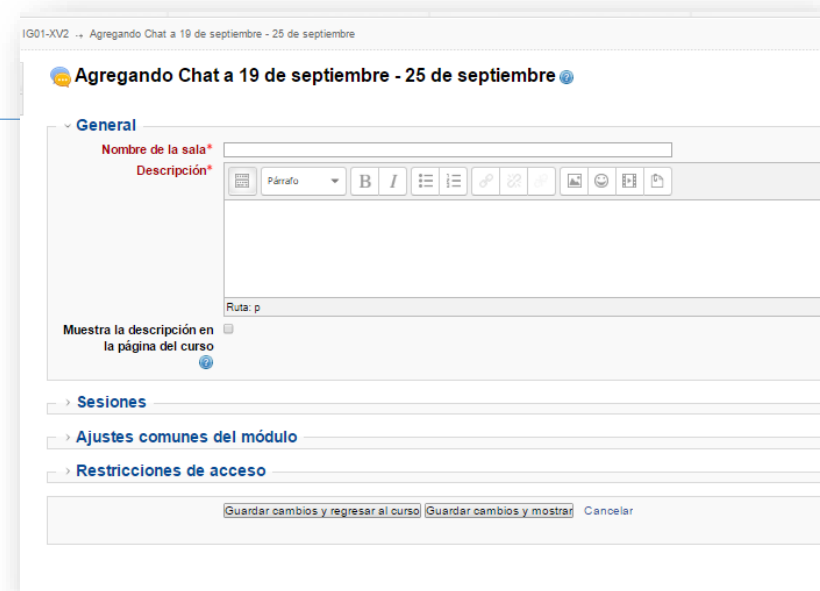 IG01-XV2 → Agregando Chat a 19 de septiembre - 25 de septiembre
Agregando Chat a 19 de septiembre - 25 de septiembre
General
Nombre de la sala*
Descripción*
Párrafo
B I
Ruta: p
Muestra la descripción en
la página del curso
Sesiones
Ajustes comunes del módulo
Restricciones de acceso
Guardar cambios y regresar al curso Guardar cambios y mostrar Cancelar